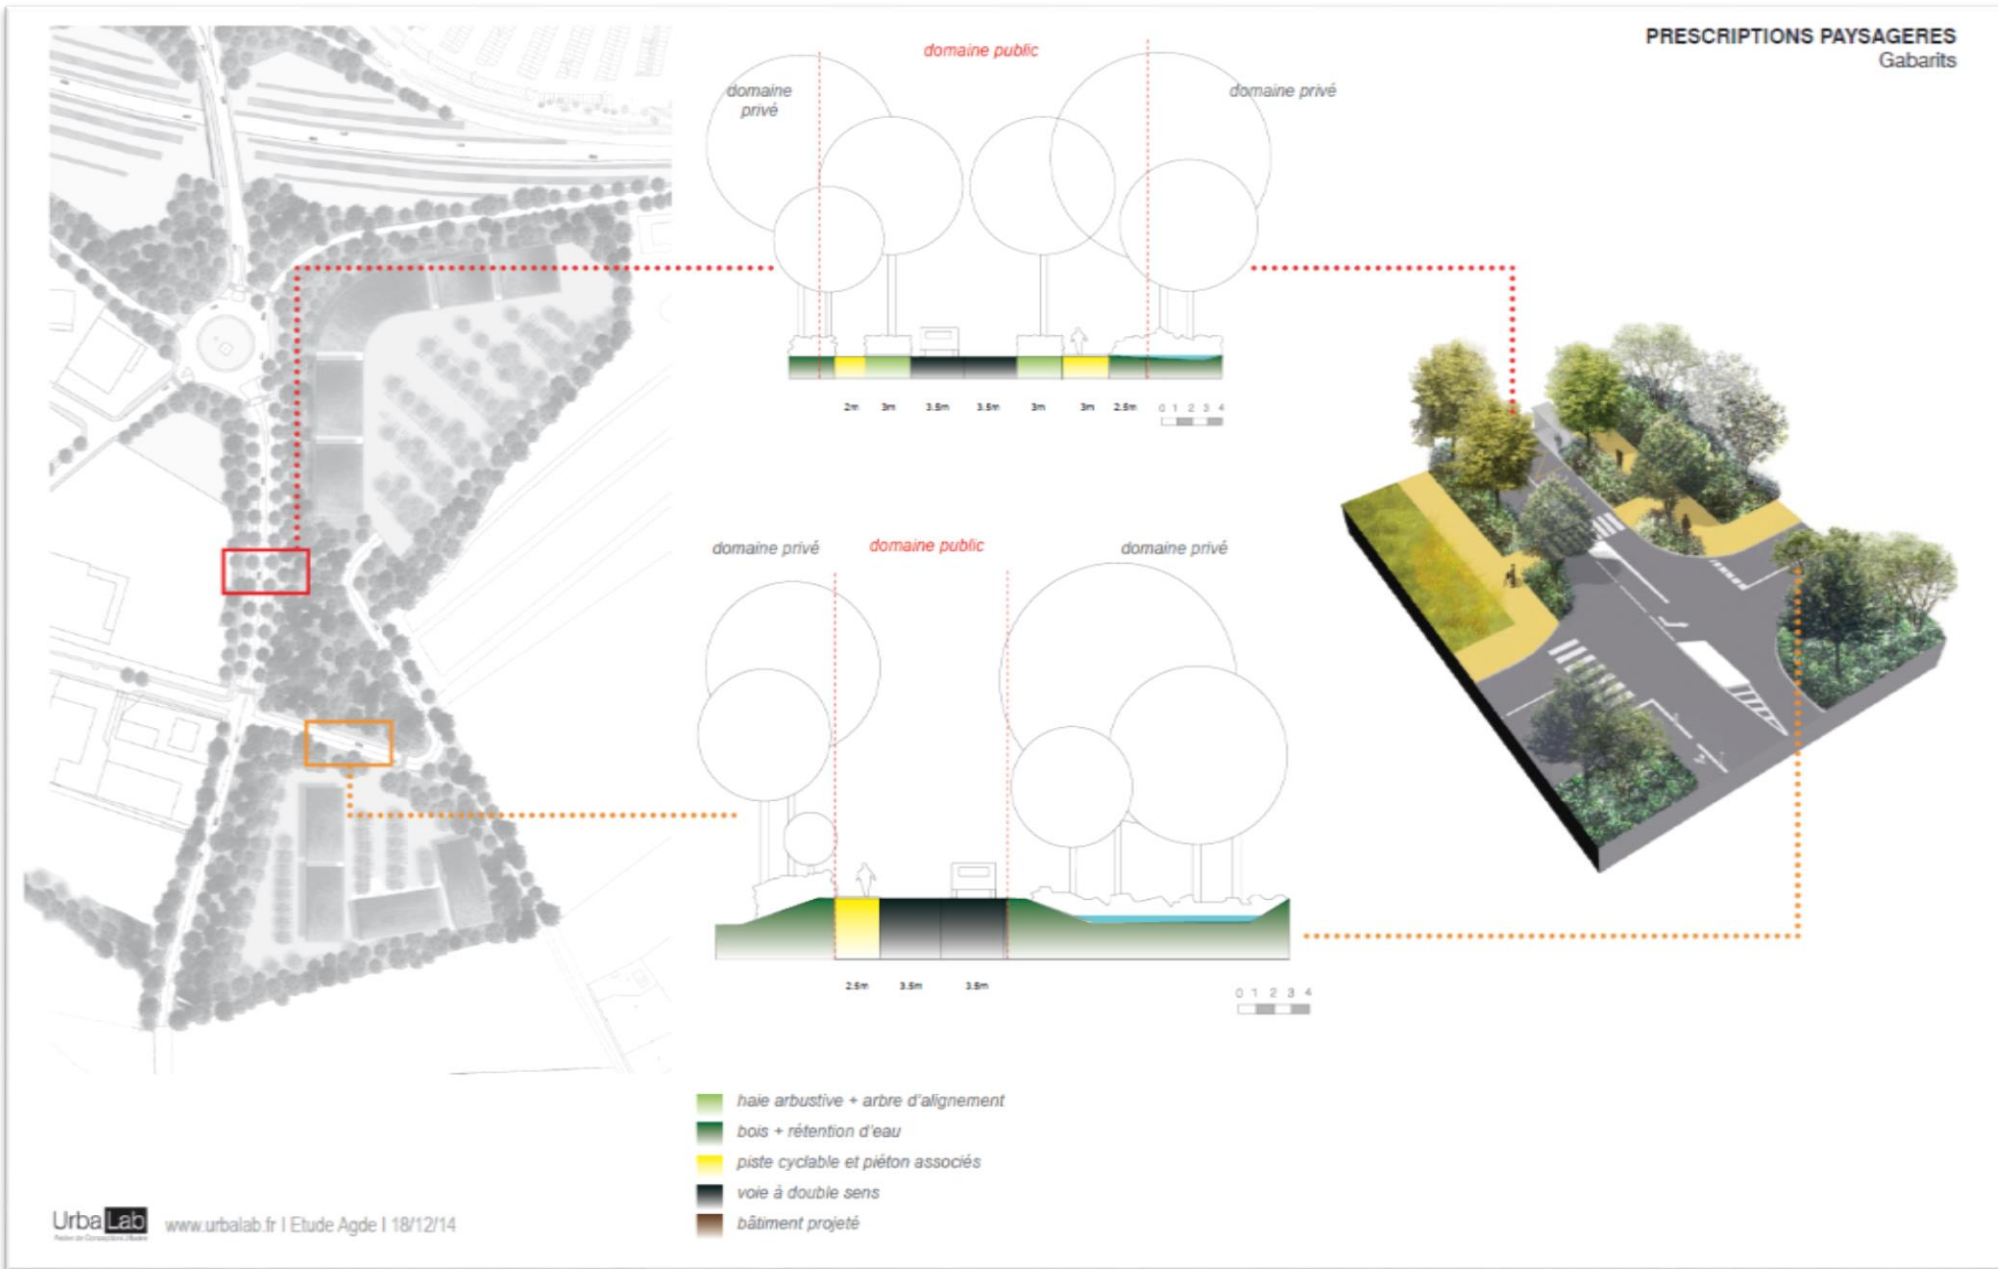 PRESCRIPTIONS PAYSAGERES
Gabarits
domaine public
domaine
privé
domaine privé
2m 3m 3.5m 3.5m 3m 3m 2.5m
0 1 2 3 4
domaine privé
domaine public
domaine privé
2.5m 3.5m 3.5m
0 1 2 3 4
haie arbustive + arbre d'alignement
bois + rétention d'eau
piste cyclable et piéton associés
voie à double sens
bâtiment projeté
UrbaLab
www.urbalab.fr I Etude Agde I 18/12/14